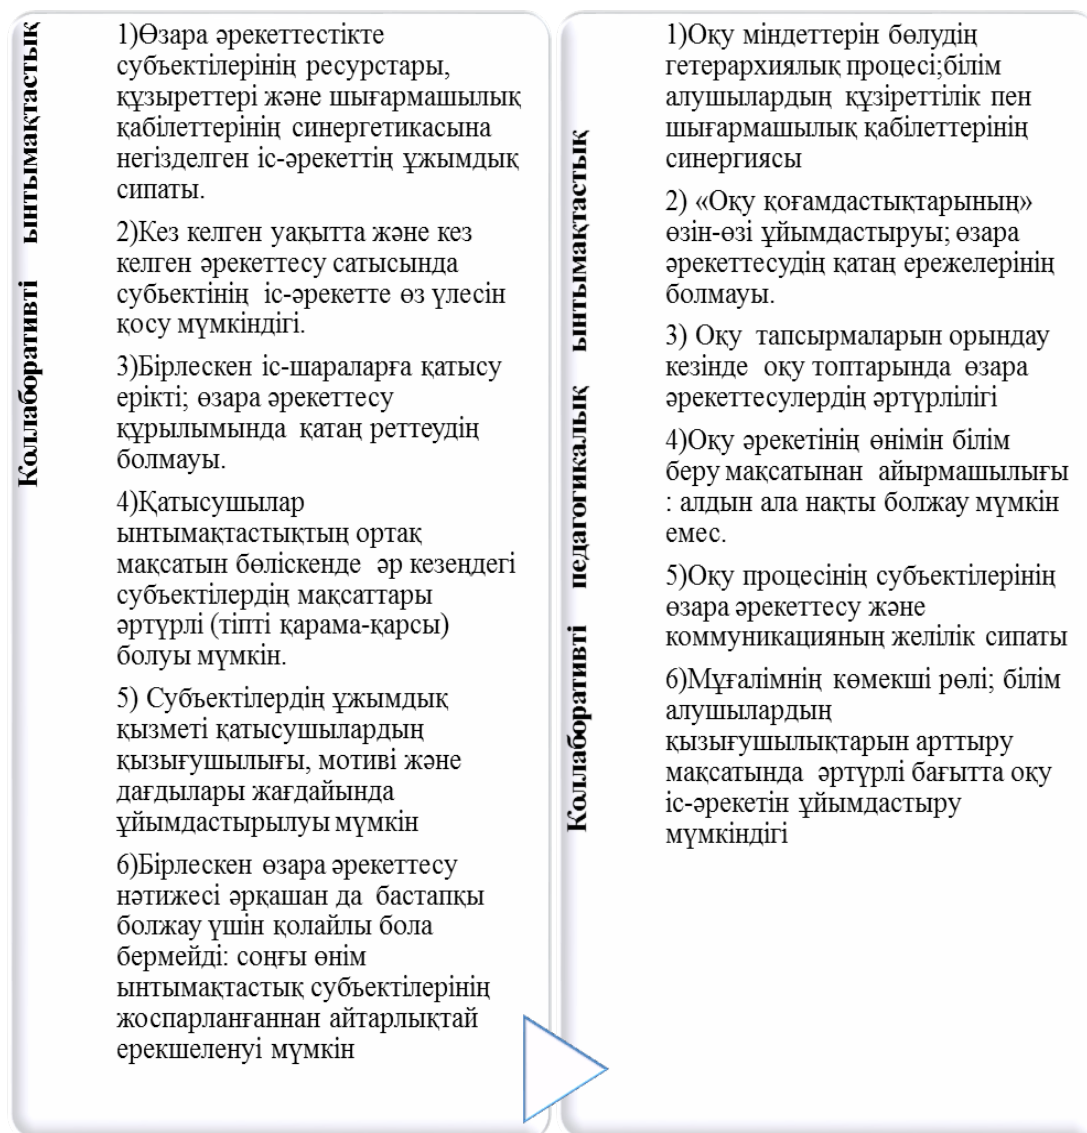 Коллаборативті ынтымақтастық
1)Өзара әрекеттестікте
субъектілерінің ресурстары,
құзыреттері және шығармашылық
қабілеттерінің синергетикасына
негізделген іс-әрекеттің ұжымдық
сипаты.
2)Кез келген уақытта және кез
келген әрекеттесу сатысында
субьектінің іс-әрекетте өз үлесін
қосу мүмкіндігі.
3)Бірлескен іс-шараларға қатысу
ерікті; өзара әрекеттесу
құрылымында қатаң реттеудің
болмауы.
4)Қатысушылар
ынтымақтастықтың ортақ
мақсатын бөліскенде әр кезеңдегі
субъектілердің мақсаттары
әртүрлі (тіпті қарама-қарсы)
болуы мүмкін.
5) Субъектілердің ұжымдық
қызметі қатысушылардың
қызығушылығы, мотиві және
дағдылары жағдайында
ұйымдастырылуы мүмкін
6)Бірлескен өзара әрекеттесу
нәтижесі әрқашан да бастапқы
болжау үшін қолайлы бола
бермейді: соңғы өнім
ынтымақтастық субъектілерінің
жоспарланғаннан айтарлықтай
ерекшеленуі мүмкін
Коллаборативті педагогикалық ынтымақтастық
1)Оқу міндеттерін бөлудің
гетерархиялық процесі;білім
алушылардың құзіреттілік пен
шығармашылық қабілеттерінің
синергиясы
2) «Оқу қоғамдастықтарының»
өзін-өзі ұйымдастыруы; өзара
әрекеттесудің қатаң ережелерінің
болмауы.
3) Оқу тапсырмаларын орындау
кезінде оқу топтарында өзара
әрекеттесулердің әртүрлілігі
4)Оқу әрекетінің өнімін білім
беру мақсатынан айырмашылығы
: алдын ала нақты болжау мүмкін
емес.
5)Оқу процесінің субъектілерінің
өзара әрекеттесу және
коммуникацияның желілік сипаты
6)Мұғалімнің көмекші рөлі; білім
алушылардың
қызығушылықтарын арттыру
мақсатында әртүрлі бағытта оқу
іс-әрекетін ұйымдастыру
мүмкіндігі